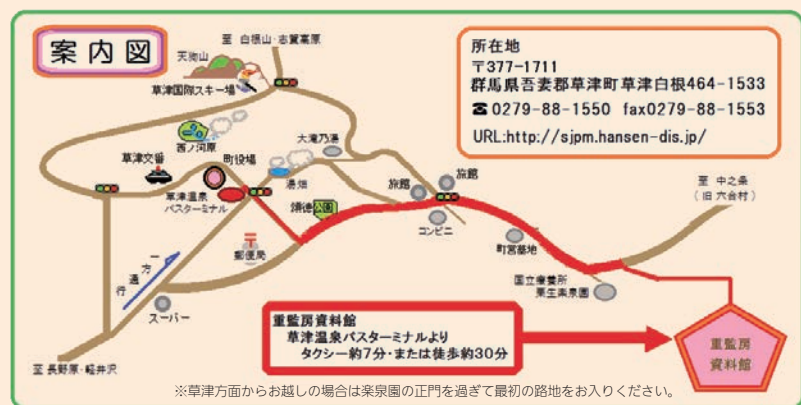 案内図
至 白根山・志賀高原
天狗山
草津国際スキー場
所在地
〒377-1711
群馬県吾妻郡草津町草津白根464-1533
☎0279-88-1550 fax0279-88-1553
URL:http://sjpm.hansen-dis.jp/
西ノ河原
大滝乃湯
草津交番
町役場
湯畑
草津温泉
バスターミナル
旅館
旅館
至 中之条
(旧 六合村)
頌徳公園
コンビニ
町営墓地
郵便局
一方通行
国立療養所
栗生楽泉園
スーパー
重監房資料館
草津温泉バスターミナルより
タクシー約7分・または徒歩約30分
重監房
資料館
至 長野原・軽井沢
※草津方面からお越しの場合は楽泉園の正門を過ぎて最初の路地をお入りください。